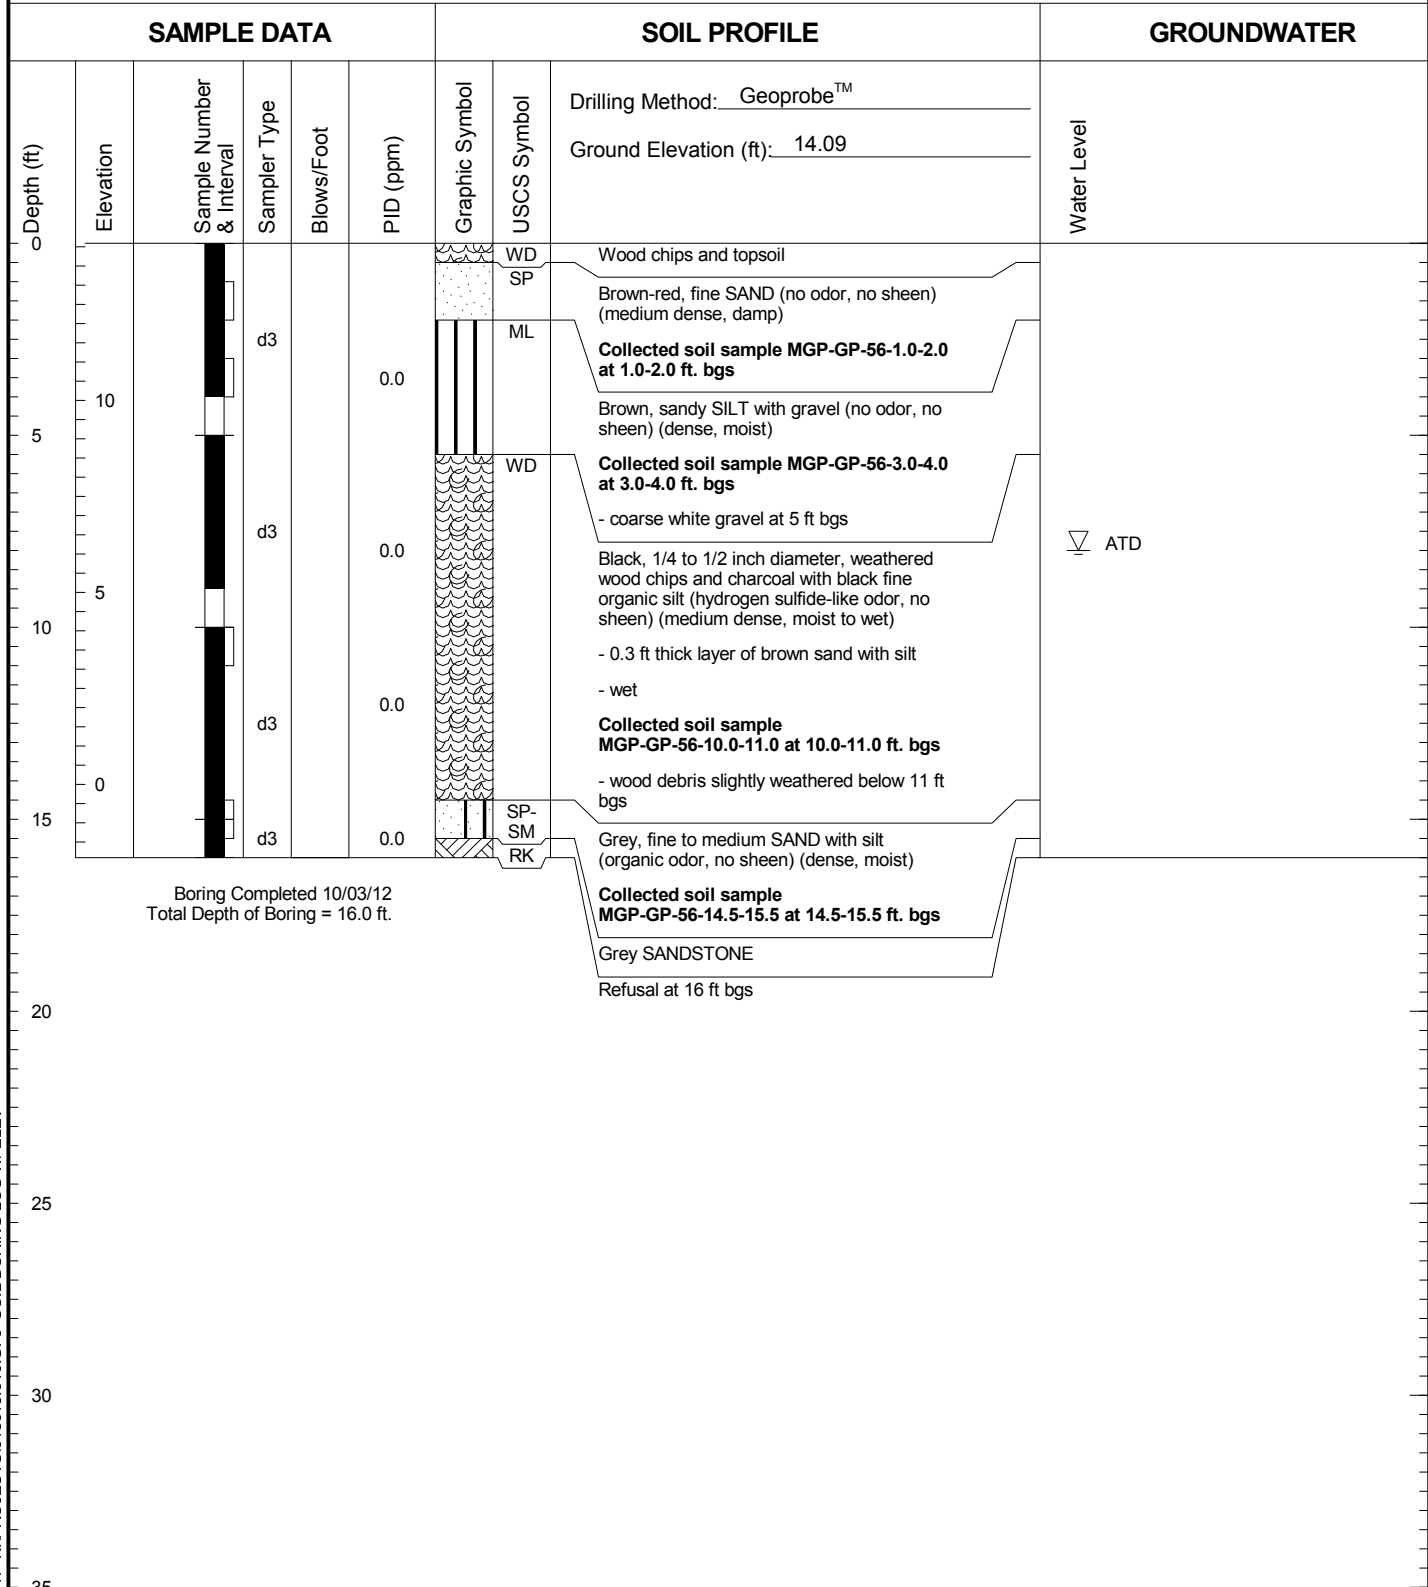 SAMPLE DATA
SOIL PROFILE
GROUNDWATER
Depth (ft)
Elevation
Sample Number
& Interval
Sampler Type
Blows/Foot
PID (ppm)
Graphic Symbol
USCS Symbol
Drilling Method: Geoprobe™
Ground Elevation (ft): 14.09
Water Level
0
WD
Wood chips and topsoil
SP
Brown-red, fine SAND (no odor, no sheen)
(medium dense, damp)
d3
ML
Collected soil sample MGP-GP-56-1.0-2.0
at 1.0-2.0 ft. bgs
0.0
10
Brown, sandy SILT with gravel (no odor, no
sheen) (dense, moist)
5
WD
Collected soil sample MGP-GP-56-3.0-4.0
at 3.0-4.0 ft. bgs
- coarse white gravel at 5 ft bgs
d3
0.0
ATD
Black, 1/4 to 1/2 inch diameter, weathered
wood chips and charcoal with black fine
organic silt (hydrogen sulfide-like odor, no
sheen) (medium dense, moist to wet)
5
10
- 0.3 ft thick layer of brown sand with silt
- wet
d3
0.0
Collected soil sample
MGP-GP-56-10.0-11.0 at 10.0-11.0 ft. bgs
- wood debris slightly weathered below 11 ft
bgs
0
15
SP-
SM
d3
0.0
Grey, fine to medium SAND with silt
(organic odor, no sheen) (dense, moist)
RK
Collected soil sample
MGP-GP-56-14.5-15.5 at 14.5-15.5 ft. bgs
Boring Completed 10/03/12
Total Depth of Boring = 16.0 ft.
Grey SANDSTONE
Refusal at 16 ft bgs
20
25
30
35